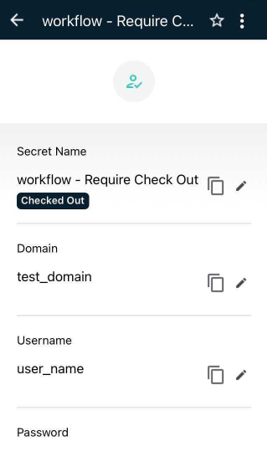 workflow - Require C...
Secret Name
workflow - Require Check Out
Checked Out
Domain
test_domain
Username
user_name
Password